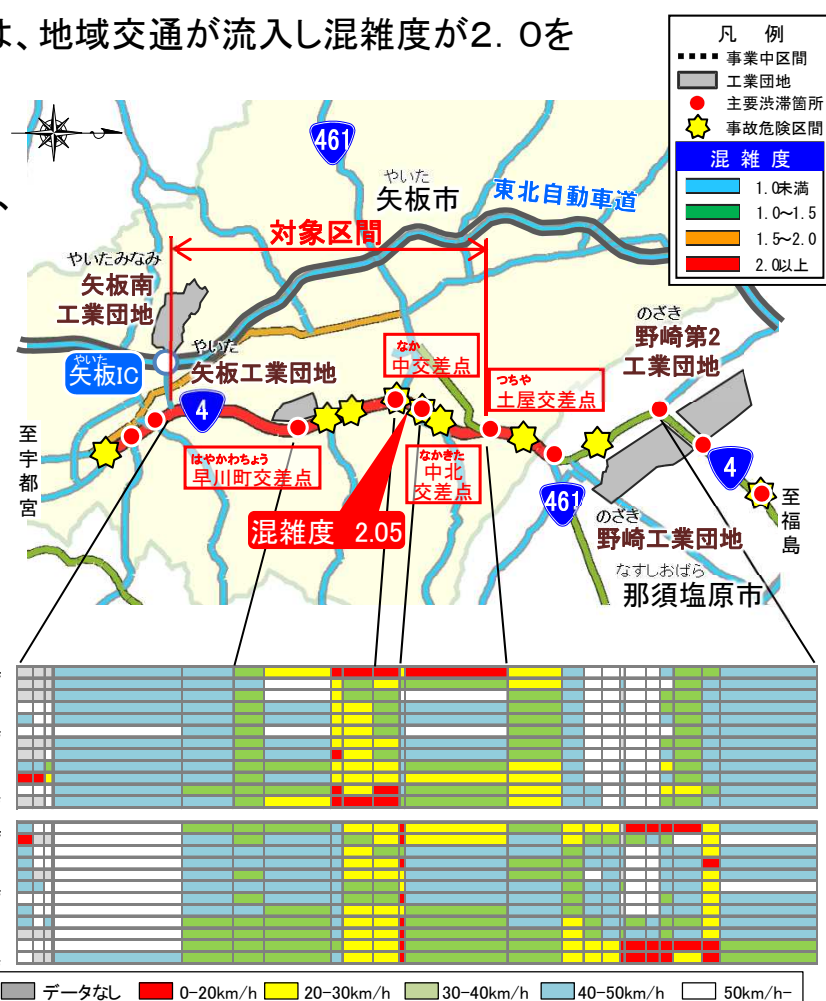 は、地域交通が流入し混雑度が2.0を
、
凡 例
事業中区間
工業団地
主要渋滞箇所
事故危険区間
混 雑 度
1.0未満
1.0~1.5
1.5~2.0
2.0以上
461
やいた
矢板市
東北自動車道
対象区間
やいたみなみ
矢板南
工業団地
やいた
矢板IC
やいた
矢板工業団地
4
なか
中交差点
つちや
土屋交差点
のざき
野崎第2
工業団地
至宇都宮
はやかわちょう
早川町交差点
なかきた
中北
交差点
混雑度 2.05
461
4
至福島
のざき
野崎工業団地
なすしおばら
那須塩原市
データなし 0-20km/h 20-30km/h 30-40km/h 40-50km/h 50km/h-